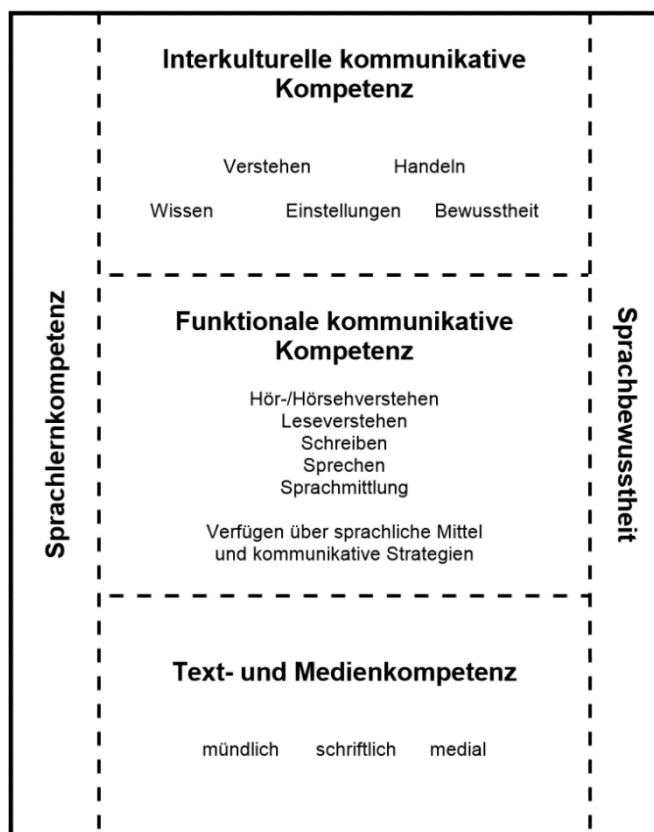 Interkulturelle kommunikative
Kompetenz
Verstehen Handeln
Wissen Einstellungen Bewusstheit
Sprachlernkompetenz
Funktionale kommunikative
Kompetenz
Hör-/Hörsehverstehen
Leseverstehen
Schreiben
Sprechen
Sprachmittlung
Verfügen über sprachliche Mittel
und kommunikative Strategien
Sprachbewusstheit
Text- und Medienkompetenz
mündlich schriftlich medial